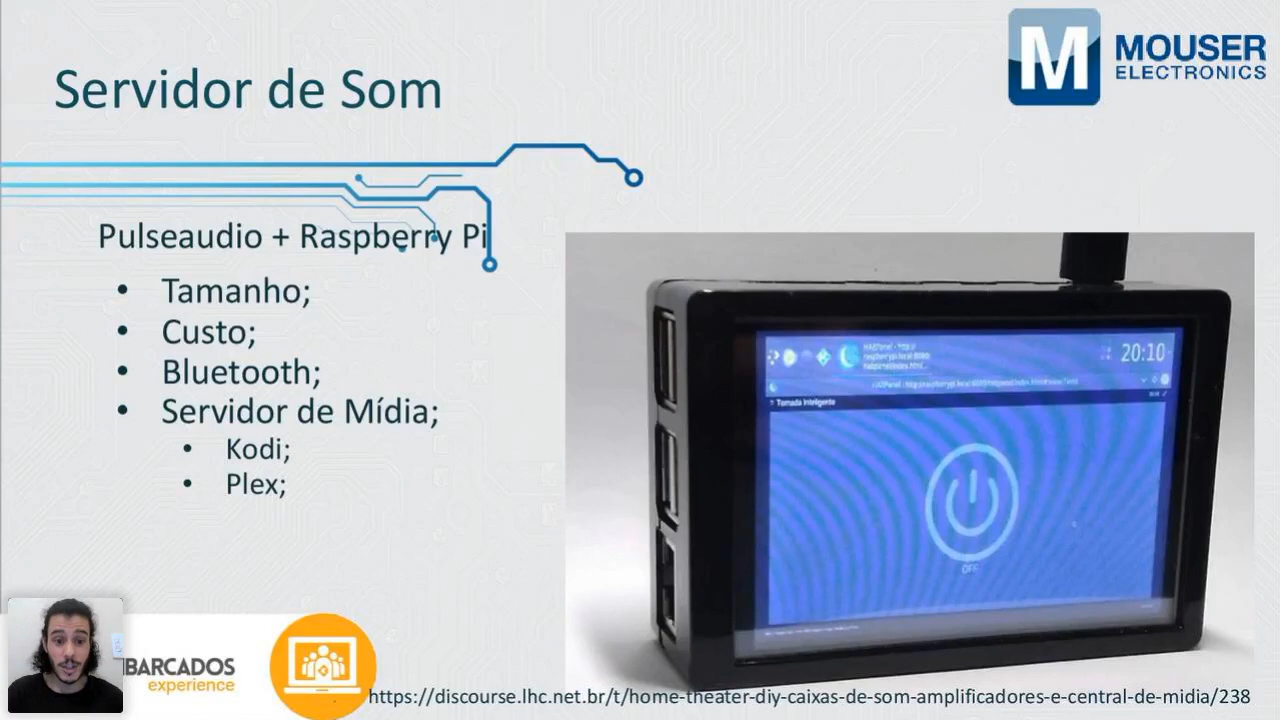 Servidor de Som
M MOUSER
ELECTRONICS
Pulseaudio + Raspberry Pi
• Tamanho;
• Custo;
• Bluetooth;
• Servidor de Mídia;
• Kodi;
• Plex;
20:10
Tomada Inteligente
OFF
BARCADOS
experience
https://discourse.lhc.net.br/t/home-theater-diy-caixas-de-som-amplificadores-e-central-de-midia/238